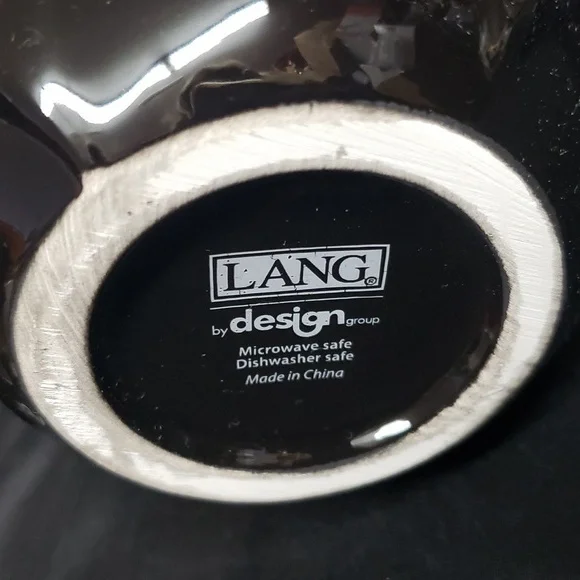 LANG®
by design group
Microwave safe
Dishwasher safe
Made in China